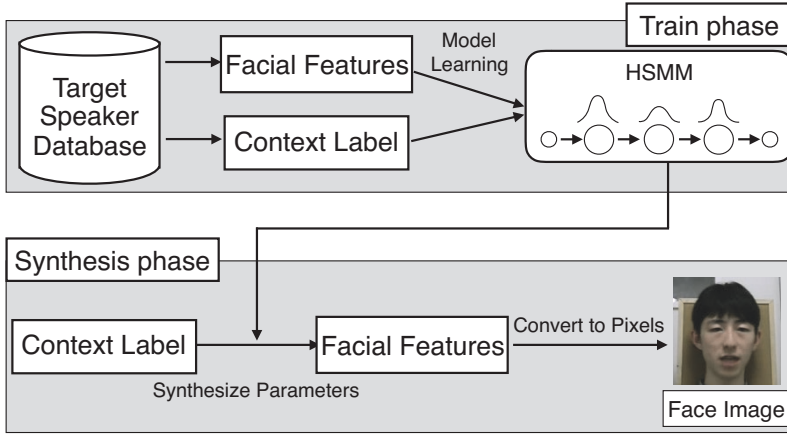 Train phase
Target
Speaker
Database
Facial Features
Context Label
Model
Learning
HSMM
Synthesis phase
Context Label
Synthesize Parameters
Facial Features
Convert to Pixels
Face Image